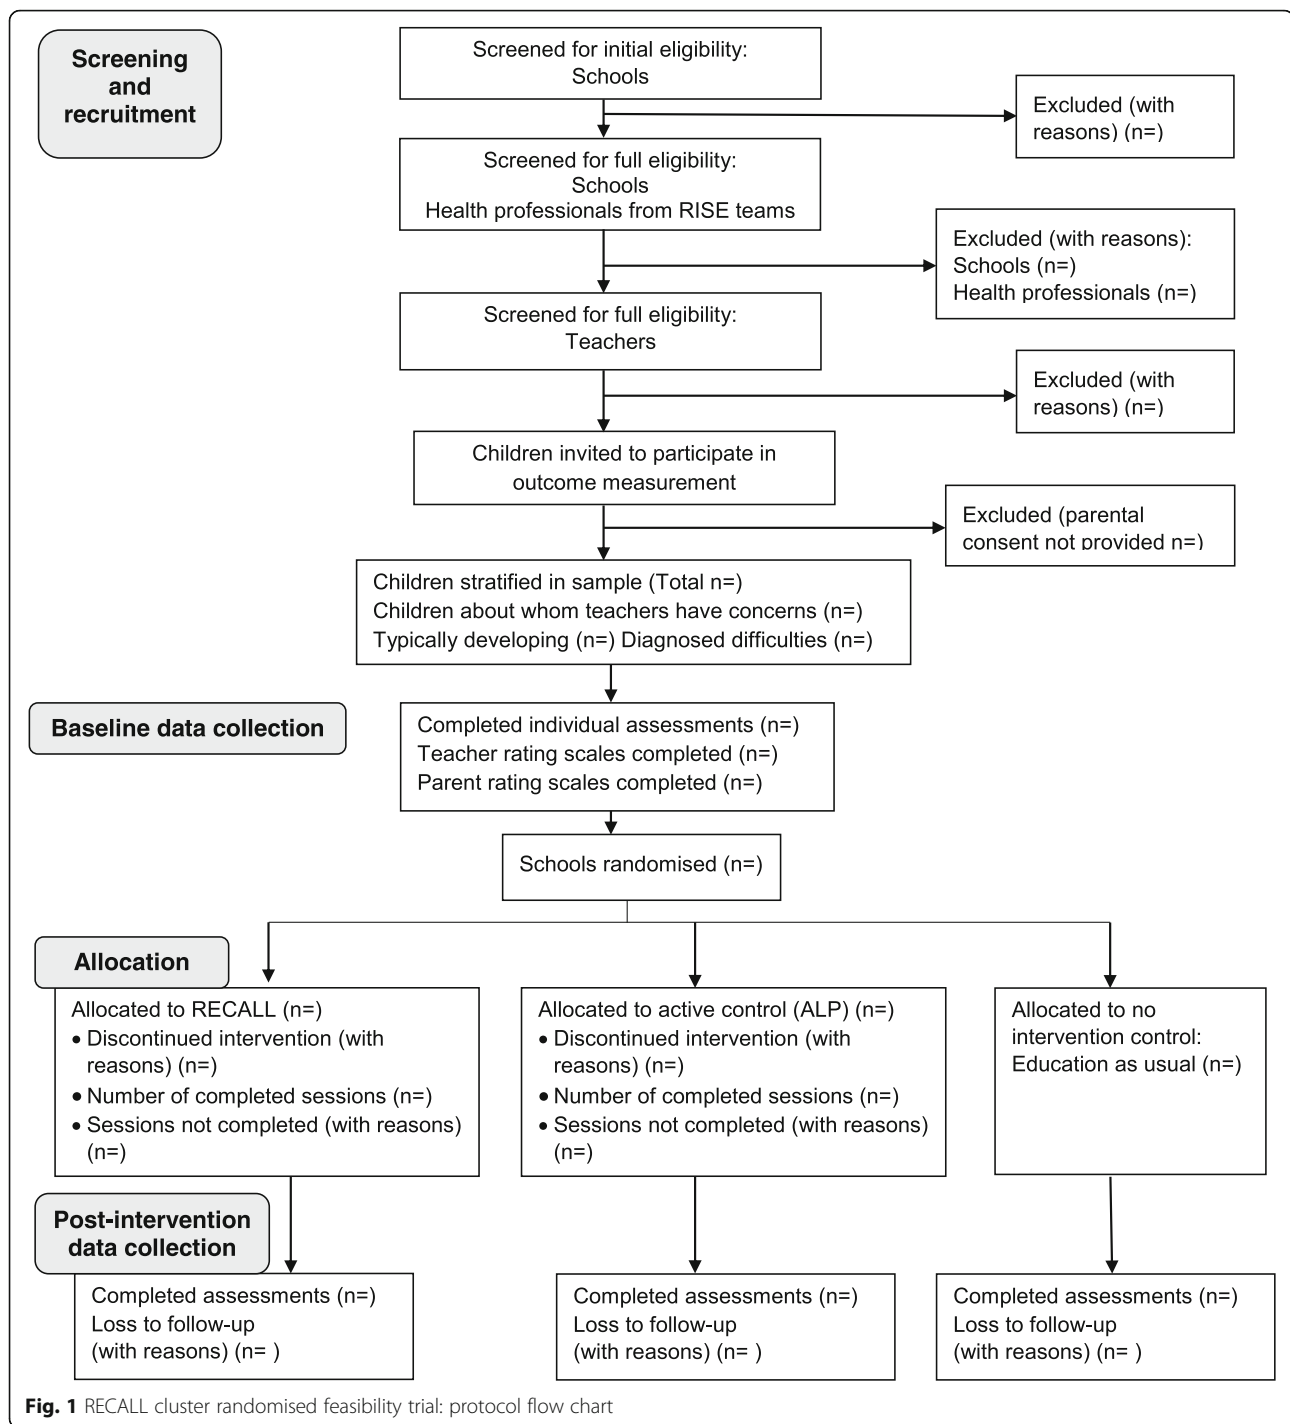 Screening
and
recruitment
Screened for initial eligibility:
Schools
Excluded (with
reasons) (n=)
Screened for full eligibility:
Schools
Health professionals from RISE teams
Excluded (with reasons):
Schools (n=)
Health professionals (n=)
Screened for full eligibility:
Teachers
Excluded (with
reasons) (n=)
Children invited to participate in
outcome measurement
Excluded (parental
consent not provided n=)
Children stratified in sample (Total n=)
Children about whom teachers have concerns (n=)
Typically developing (n=) Diagnosed difficulties (n=)
Baseline data collection
Completed individual assessments (n=)
Teacher rating scales completed (n=)
Parent rating scales completed (n=)
Schools randomised (n=)
Allocation
Allocated to RECALL (n=)
• Discontinued intervention (with
reasons) (n=)
• Number of completed sessions (n=)
• Sessions not completed (with reasons)
(n=)
Allocated to active control (ALP) (n=)
• Discontinued intervention (with
reasons) (n=)
• Number of completed sessions (n=)
• Sessions not completed (with reasons)
(n=)
Allocated to no
intervention control:
Education as usual (n=)
Post-intervention
data collection
Completed assessments (n=)
Loss to follow-up
(with reasons) (n= )
Completed assessments (n=)
Loss to follow-up
(with reasons) (n= )
Completed assessments (n=)
Loss to follow-up
(with reasons) (n= )
Fig. 1 RECALL cluster randomised feasibility trial: protocol flow chart